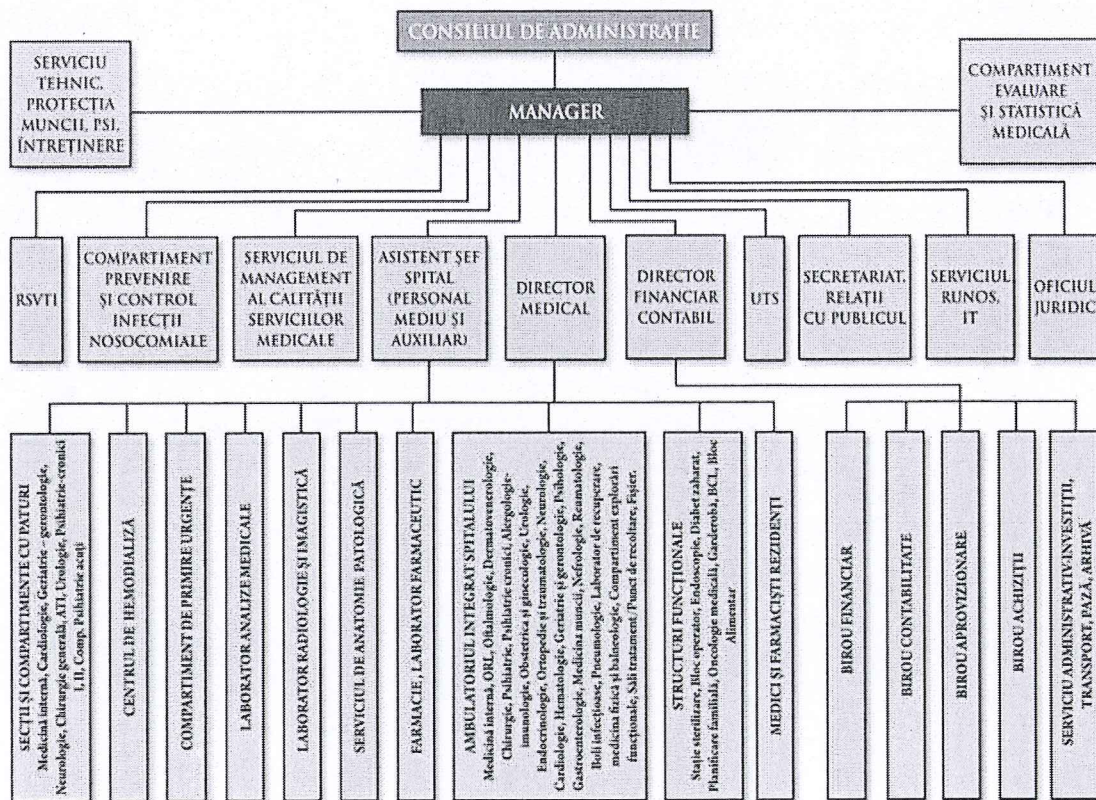 CONSILIUL DE ADMINISTRAȚIE
SERVICIU
TEHNIC,
PROTECȚIA
MUNCII, PSI,
ÎNTREȚINERE
MANAGER
COMPARTIMENT
EVALUARE
ȘI STATISTICĂ
MEDICALĂ
RSVTI
COMPARTIMENT
PREVENIRE
ȘI CONTROL
INFECȚII
NOSOCOMIALE
SERVICIUL DE
MANAGEMENT
AL CALITĂȚII
SERVICIILOR
MEDICALE
ASISTENT ȘEF
SPITAL
(PERSONAL
MEDIU ȘI
AUXILIAR)
DIRECTOR
MEDICAL
DIRECTOR
FINANCIAR
CONTABIL
UTS
SECRETARIAT,
RELAȚII
CU PUBLICUL
SERVICIUL
RUNOS,
IT
OFICIUL
JURIDIC
SECȚII ȘI COMPARTIMENTE CU PATURI
Medicină internă, Cardiologie, Geriatrie – gerontologie,
Neurologie, Chirurgie generală, ATI, Urologie, Psihiatrie-cronici
I, II, Comp. Psihiatrie acuți
CENTRUL DE HEMODIALIZĂ
COMPARTIMENT DE PRIMIRE URGENȚE
LABORATOR ANALIZE MEDICALE
LABORATOR RADIOLOGIE ȘI IMAGISTICĂ
SERVICIUL DE ANATOMIE PATOLOGICĂ
FARMACIE, LABORATOR FARMACEUTIC
AMBULATORIUL INTEGRAT SPITALULUI
Medicină internă, ORL, Oftalmologie, Dermatovenerologie,
Chirurgie, Psihiatrie, Psihiatrie cronici, Alergologie-
imunologie, Obstetrica și ginecologie, Urologie,
Endocrinologie, Ortopedie și traumatologie, Neurologie,
Cardiologie, Hematologie, Geriatrie și gerontologie, Psihologie,
Gastroenterologie, Medicina muncii, Nefrologie, Reumatologie,
Boli infecțioase, Pneumologie, Laborator de recuperare,
medicina fizică și balneologie, Compartiment explorări
funcționale, Săli tratament/ Punct de recoltare, Fișier.
STRUCTURI FUNCȚIONALE
Stație sterilizare, Bloc operator, Endoscopie, Diabet zaharat,
Planificare familială, Oncologie medicală, Garderobă, BCL, Bloc
Alimentar
MEDICI ȘI FARMACIȘTI REZIDENȚI
BIROU FINANCIAR
BIROU CONTABILITATE
BIROU APROVIZIONARE
BIROU ACHIZIȚII
SERVICIU ADMINISTRATIV-INVESTIȚII,
TRANSPORT, PAZĂ, ARHIVĂ